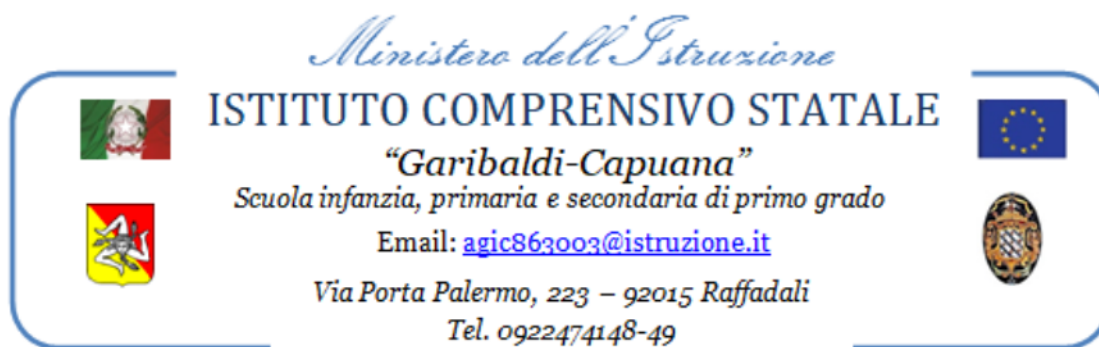 Ministero dell'Istruzione
ISTITUTO COMPRENSIVO STATALE
“Garibaldi-Capuana”
Scuola infanzia, primaria e secondaria di primo grado
Email: agic863003@istruzione.it
Via Porta Palermo, 223 – 92015 Raffadali
Tel. 0922474148-49